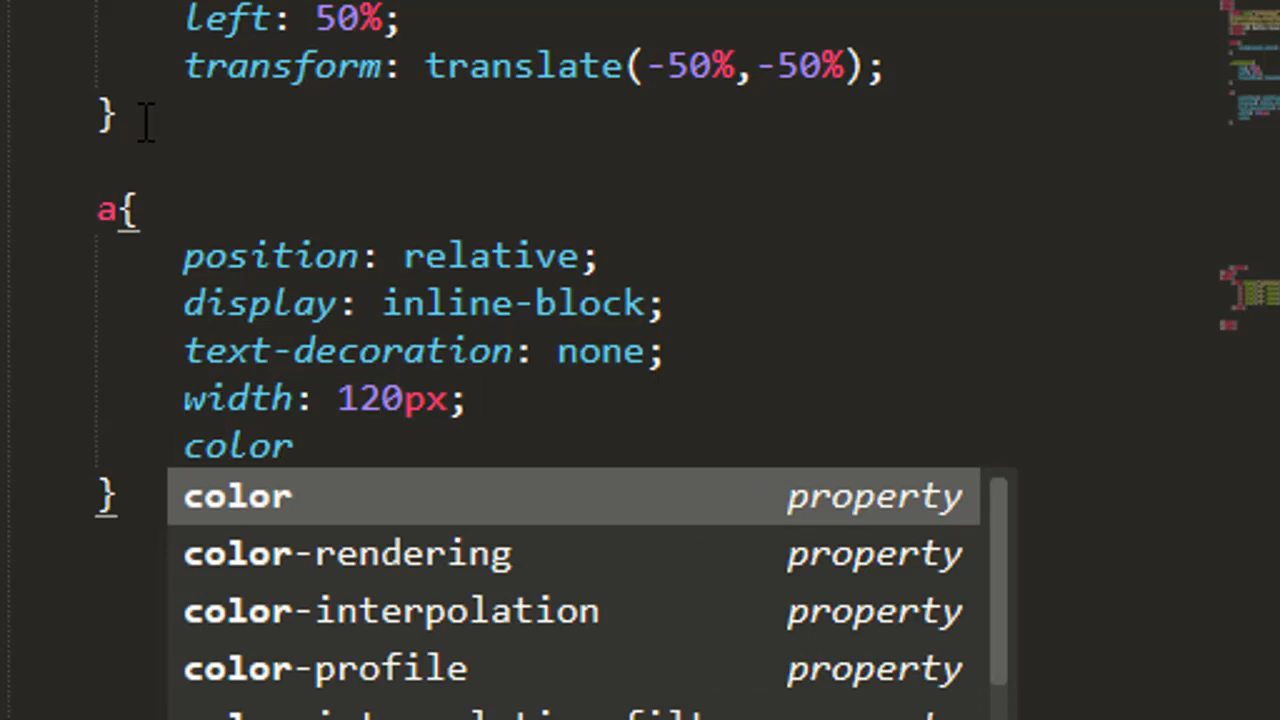 left: 50%;
transform: translate(-50%,-50%);
}
a{
position: relative;
display: inline-block;
text-decoration: none;
width: 120px;
color
}
color property
color-rendering property
color-interpolation property
color-profile property